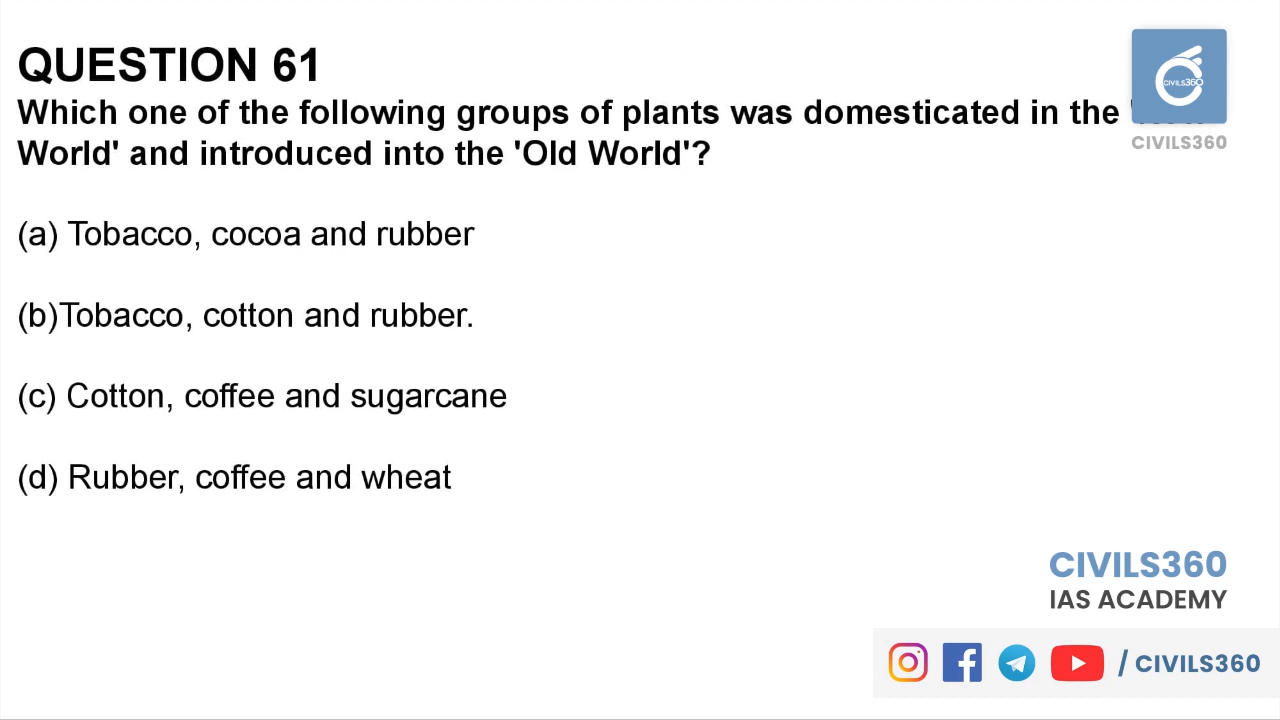 QUESTION 61
Which one of the following groups of plants was domesticated in the
World' and introduced into the 'Old World'?
(a) Tobacco, cocoa and rubber
(b)Tobacco, cotton and rubber.
(c) Cotton, coffee and sugarcane
(d) Rubber, coffee and wheat
CIVILS360
CIVILS360
CIVILS360
IAS ACADEMY
/ CIVILS360